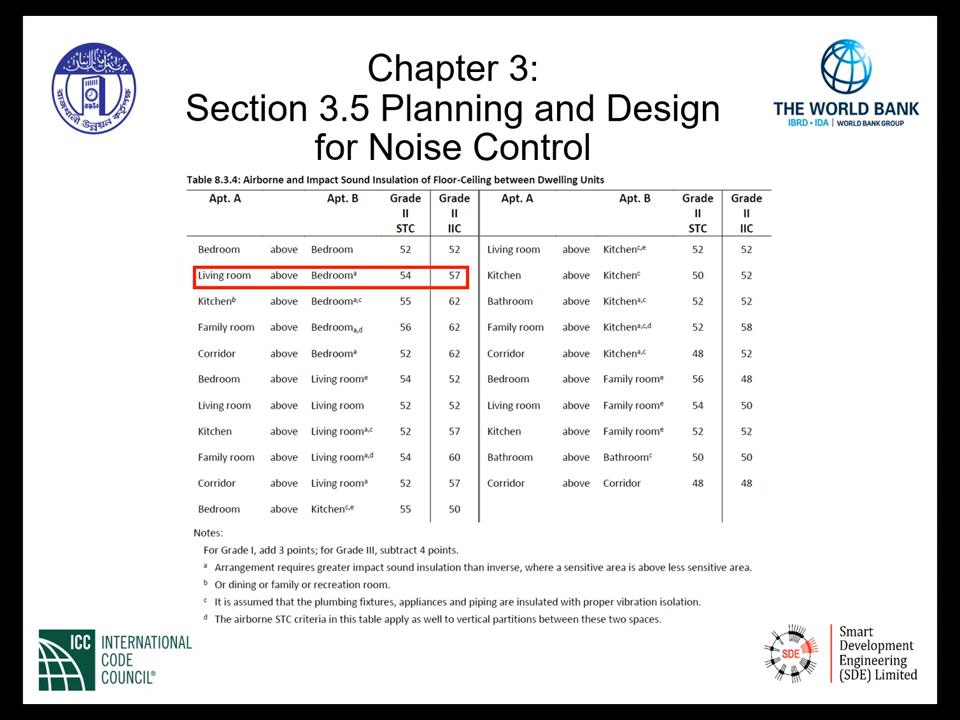 Chapter 3:
Section 3.5 Planning and Design
for Noise Control
THE WORLD BANK
IBRD • IDA | WORLD BANK GROUP
Table 8.3.4: Airborne and Impact Sound Insulation of Floor-Ceiling between Dwelling Units
Apt. A Apt. B Grade II STC Grade II IIC Apt. A Apt. B Grade II STC Grade II IIC
Bedroom above Bedroom 52 52 Living room above Kitchenc,e 52 52
Living room above Bedrooma 54 57 Kitchen above Kitchenc 50 52
Kitchenb above Bedrooma,c 55 62 Bathroom above Kitchena,c 52 52
Family room above Bedrooma,d 56 62 Family room above Kitchena,c,d 52 58
Corridor above Bedrooma 52 62 Corridor above Kitchena,c 48 52
Bedroom above Living roome 54 52 Bedroom above Family roome 56 48
Living room above Living room 52 52 Living room above Family roome 54 50
Kitchen above Living rooma,c 52 57 Kitchen above Family roome 52 52
Family room above Living rooma,d 54 60 Bathroom above Bathroomc 50 50
Corridor above Living rooma 52 57 Corridor above Corridor 48 48
Bedroom above Kitchenc,e 55 50
Notes:
For Grade I, add 3 points; for Grade III, subtract 4 points.
a Arrangement requires greater impact sound insulation than inverse, where a sensitive area is above less sensitive area.
b Or dining or family or recreation room.
c It is assumed that the plumbing fixtures, appliances and piping are insulated with proper vibration isolation.
d The airborne STC criteria in this table apply as well to vertical partitions between these two spaces.
ICC INTERNATIONAL
CODE
COUNCIL®
SDE
Smart
Development
Engineering
(SDE) Limited